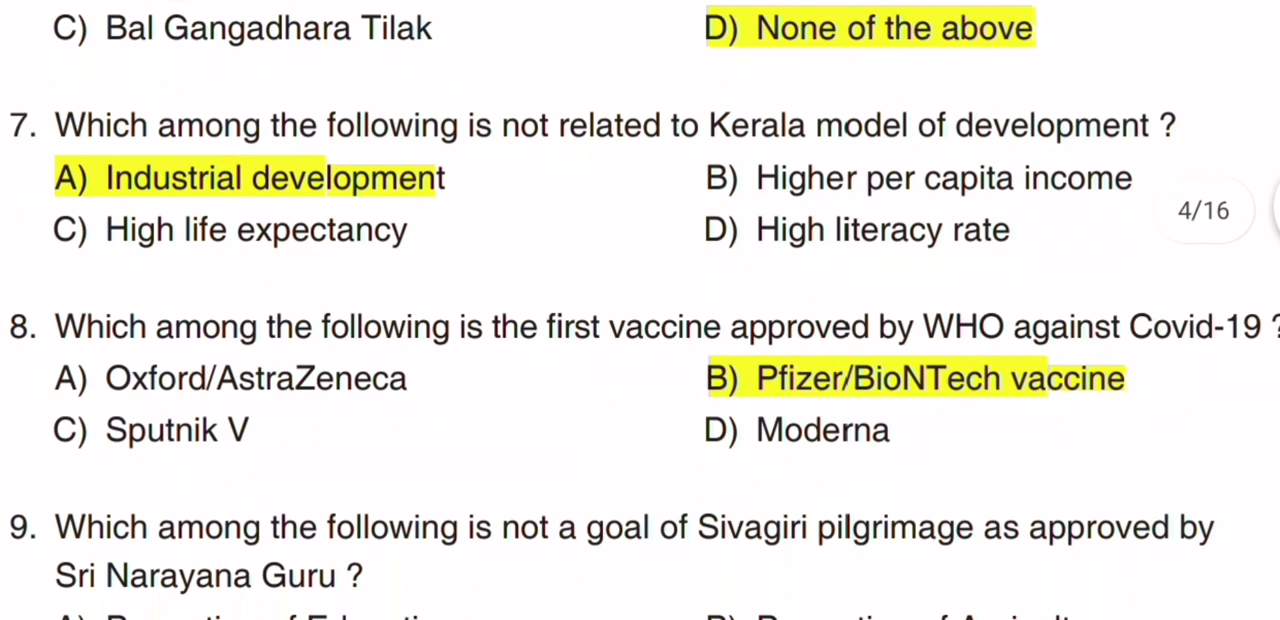 C) Bal Gangadhara Tilak D) None of the above
7. Which among the following is not related to Kerala model of development ?
A) Industrial development B) Higher per capita income
C) High life expectancy D) High literacy rate
4/16
8. Which among the following is the first vaccine approved by WHO against Covid-19 ?
A) Oxford/AstraZeneca B) Pfizer/BioNTech vaccine
C) Sputnik V D) Moderna
9. Which among the following is not a goal of Sivagiri pilgrimage as approved by
Sri Narayana Guru ?